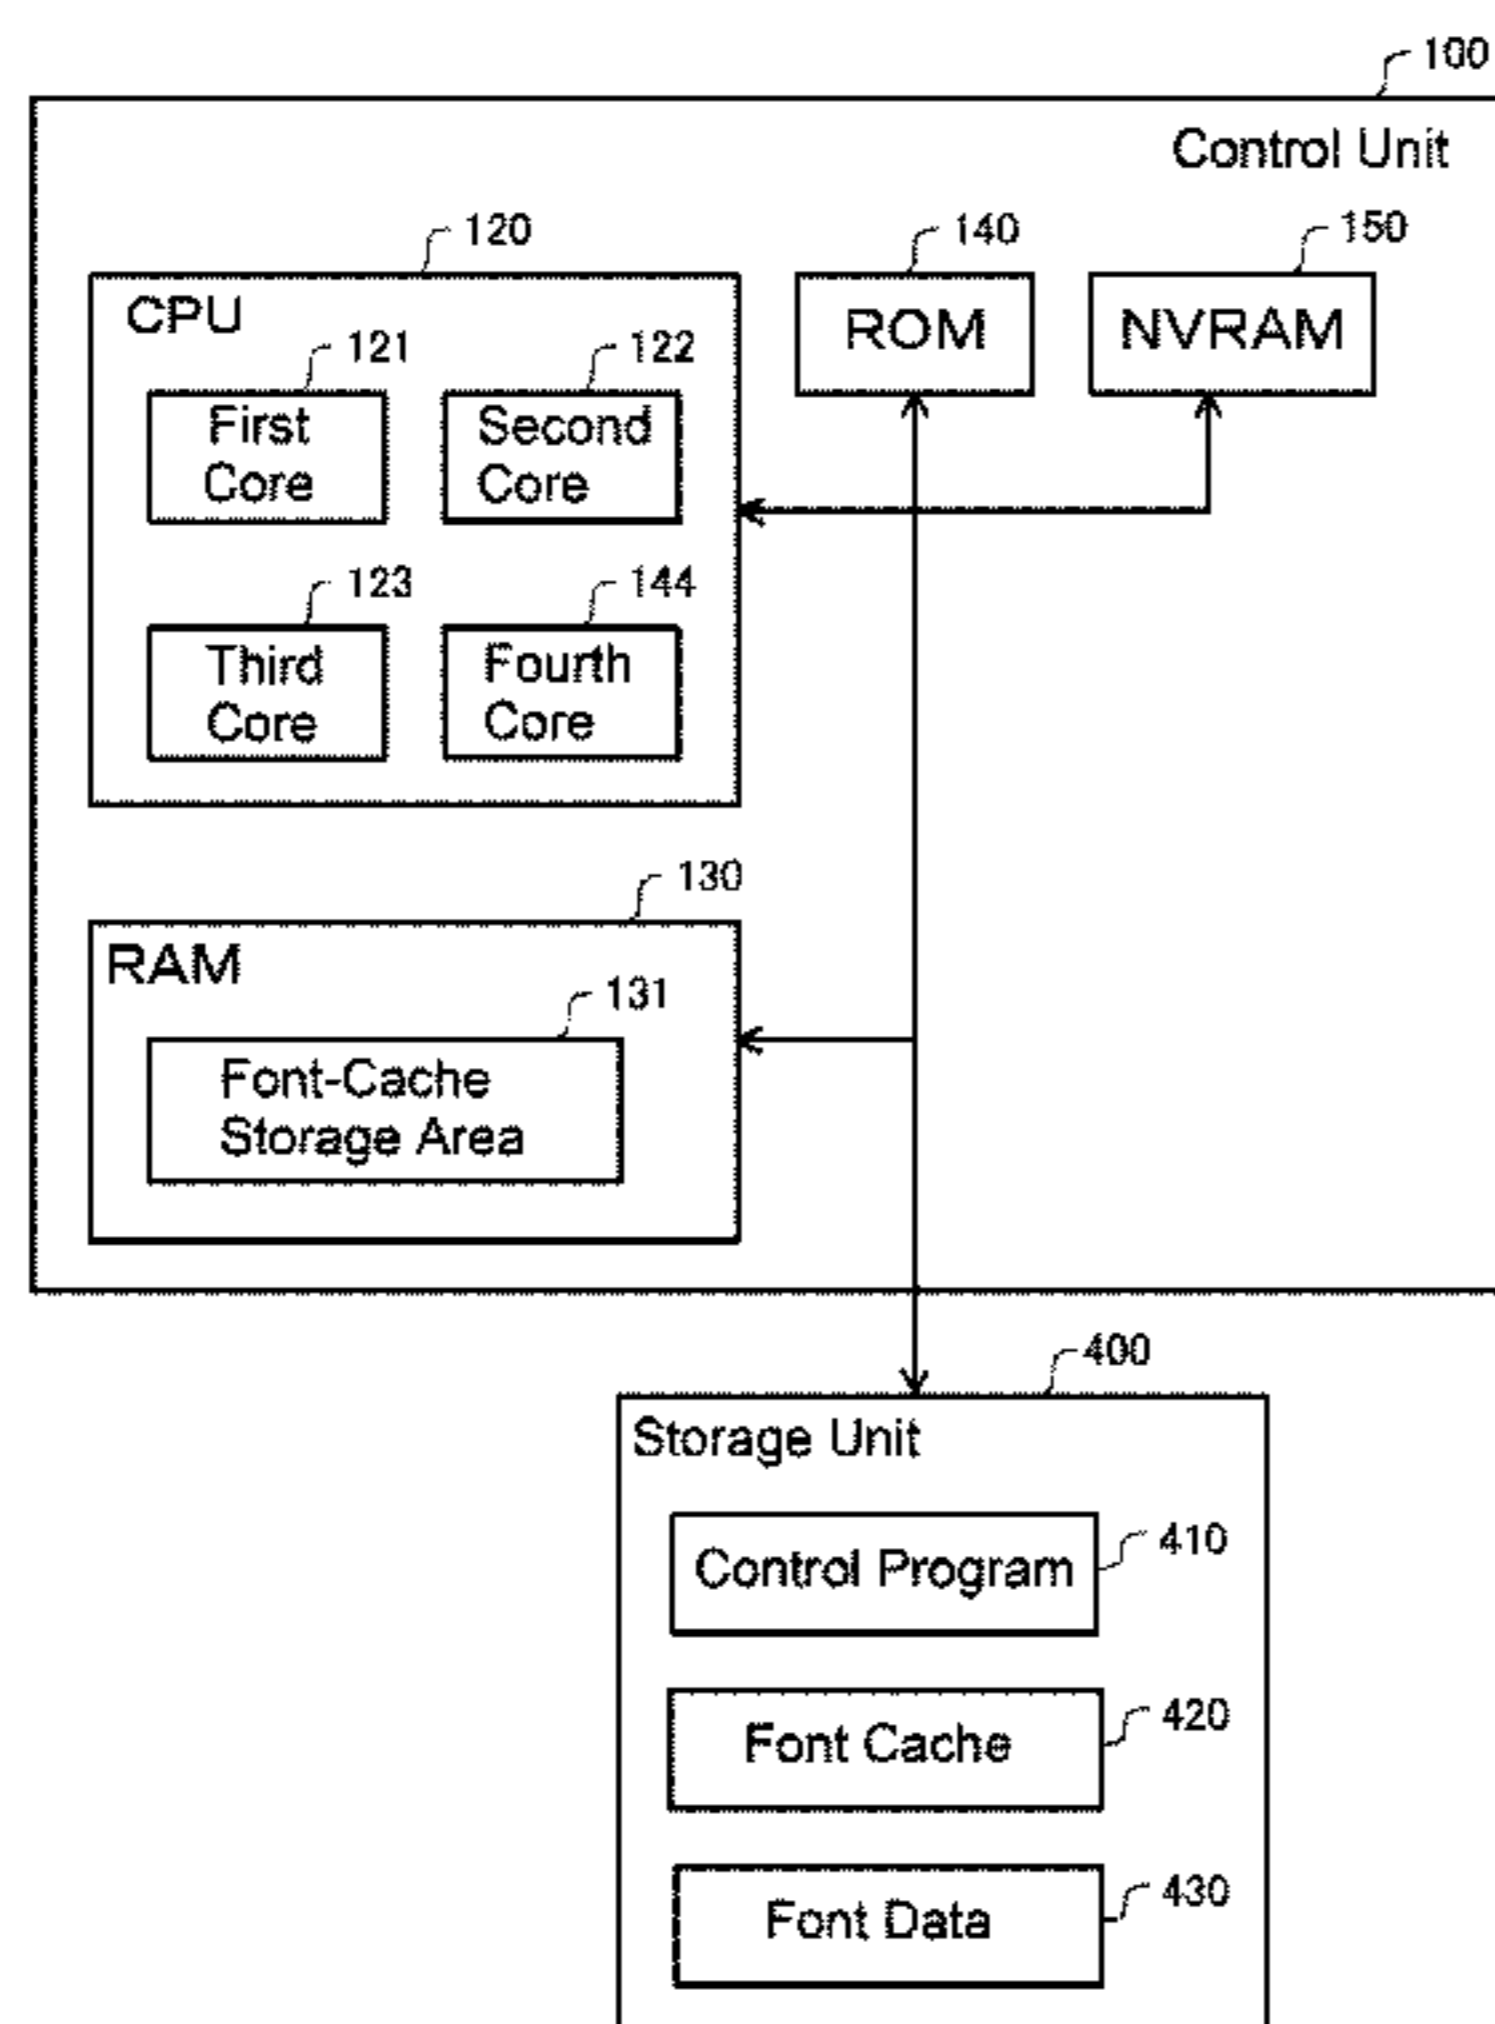 100
Control Unit
120
140
150
CPU
ROM
NVRAM
121
122
First
Core
Second
Core
123
144
Third
Core
Fourth
Core
130
RAM
131
Font-Cache
Storage Area
400
Storage Unit
Control Program
410
Font Cache
420
Font Data
430